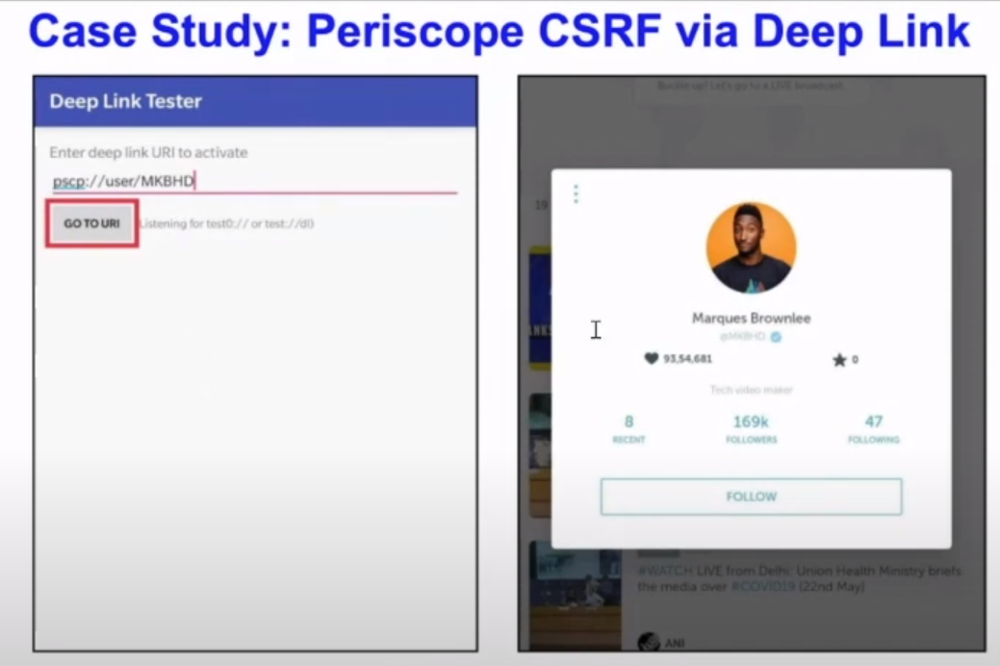 Case Study: Periscope CSRF via Deep Link
Deep Link Tester
Enter deep link URI to activate
pscp://user/MKBHD
GO TO URI
Listening for test0:// or test://dl)
Buckle up! Let's go to a LIVE broadcast.
19
ANKS
Marques Brownlee
@MKBHD
93,54,681
0
Tech video maker
8
169k
47
RECENT
FOLLOWERS
FOLLOWING
FOLLOW
#WATCH LIVE from Delhi: Union Health Ministry briefs
the media over #COVID19 (22nd May)
ANI